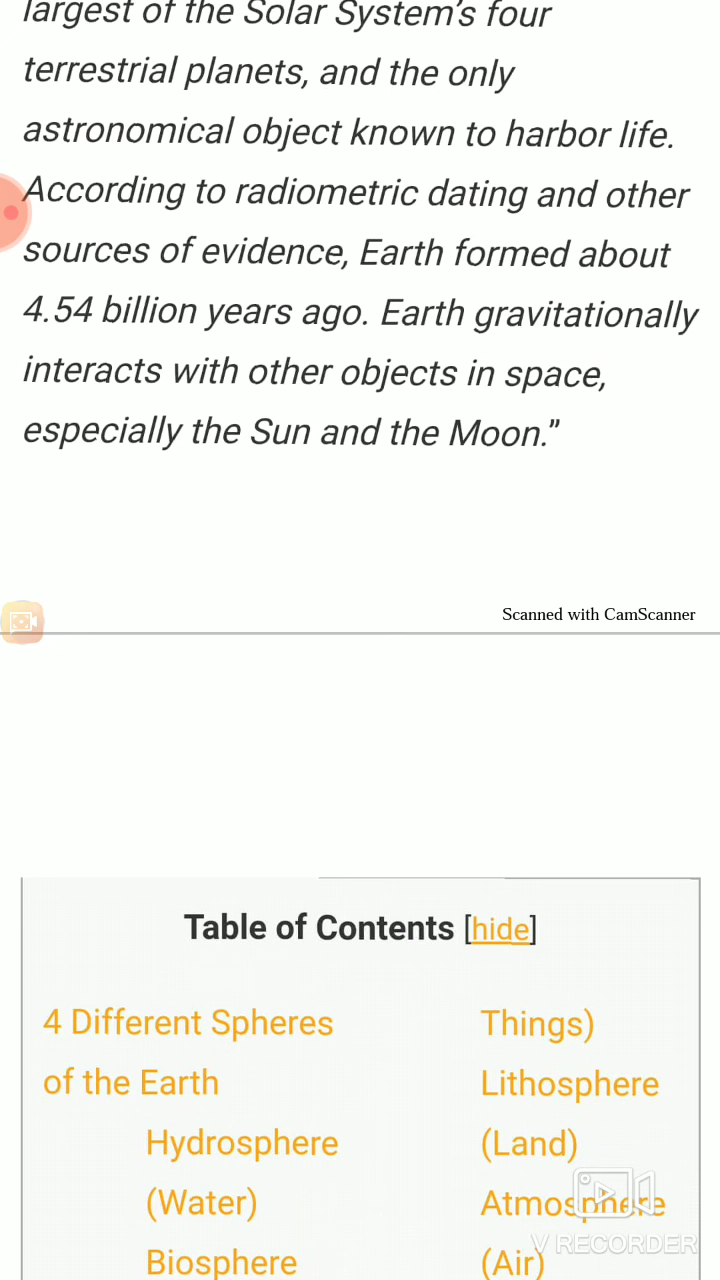 largest of the Solar System's four
terrestrial planets, and the only
astronomical object known to harbor life.
According to radiometric dating and other
sources of evidence, Earth formed about
4.54 billion years ago. Earth gravitationally
interacts with other objects in space,
especially the Sun and the Moon.”
Scanned with CamScanner
Table of Contents [hide]
4 Different Spheres
of the Earth
Hydrosphere
(Water)
Biosphere
Things)
Lithosphere
(Land)
Atmosphere
(Air)
V RECORDER